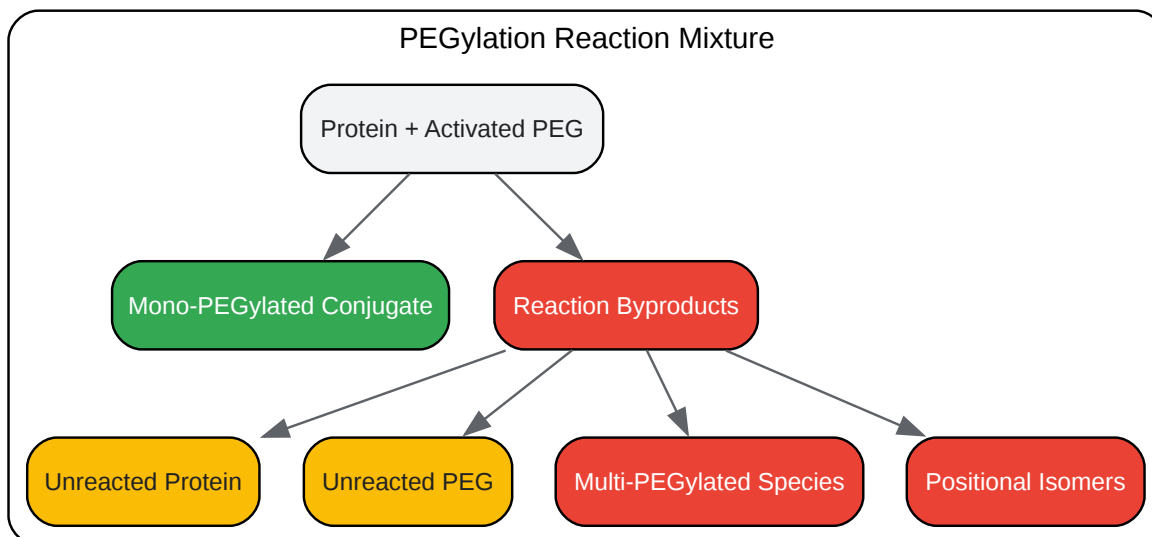 PEGylation Reaction Mixture
Protein + Activated PEG
Mono-PEGylated Conjugate
Reaction Byproducts
Unreacted Protein
Unreacted PEG
Multi-PEGylated Species
Positional Isomers